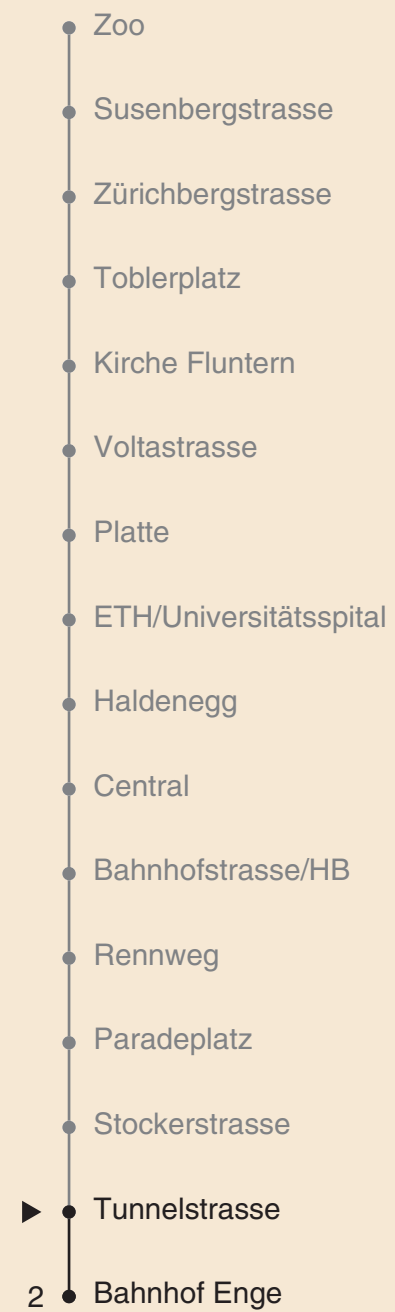 Zoo
Susenbergstrasse
Zürichbergstrasse
Toblerplatz
Kirche Fluntern
Voltastrasse
Platte
ETH/Universitätsspital
Haldenegg
Central
Bahnhofstrasse/HB
Rennweg
Paradeplatz
Stockerstrasse
Tunnelstrasse
2 Bahnhof Enge